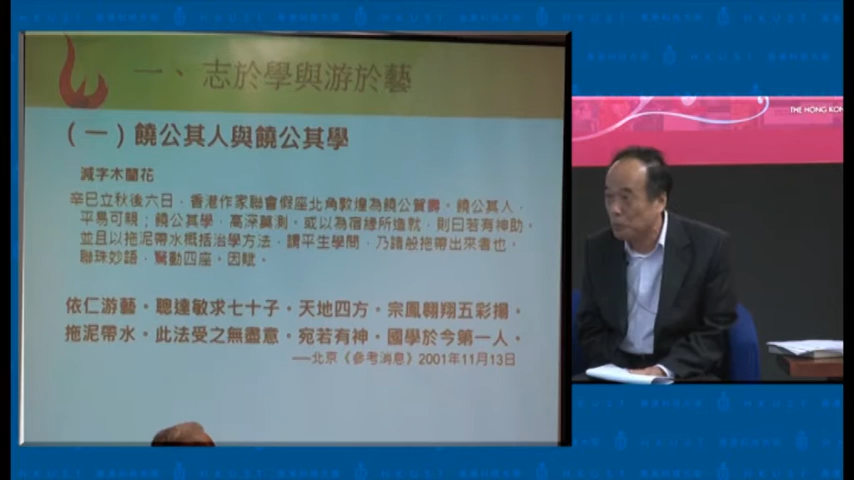 一、志於學與游於藝
（一）饒公其人與饒公其學
減字木蘭花
辛巳立秋後六日，香港作家聯會假座北角敦煌為饒公賀壽。饒公其人，
平易可親；饒公其學，高深莫測。或以為宿緣所造就，則曰若有神助。
並且以拖泥帶水概括治學方法，謂平生學問，乃諸般拖帶出來者也。
聯珠妙語，驚動四座。因賦。
依仁游藝。聰達敏求七十子。天地四方。宗鳳翱翔五彩揚。
拖泥帶水。此法受之無盡意。宛若有神。國學於今第一人。
──北京《參考消息》2001年11月13日
THE HONG KON